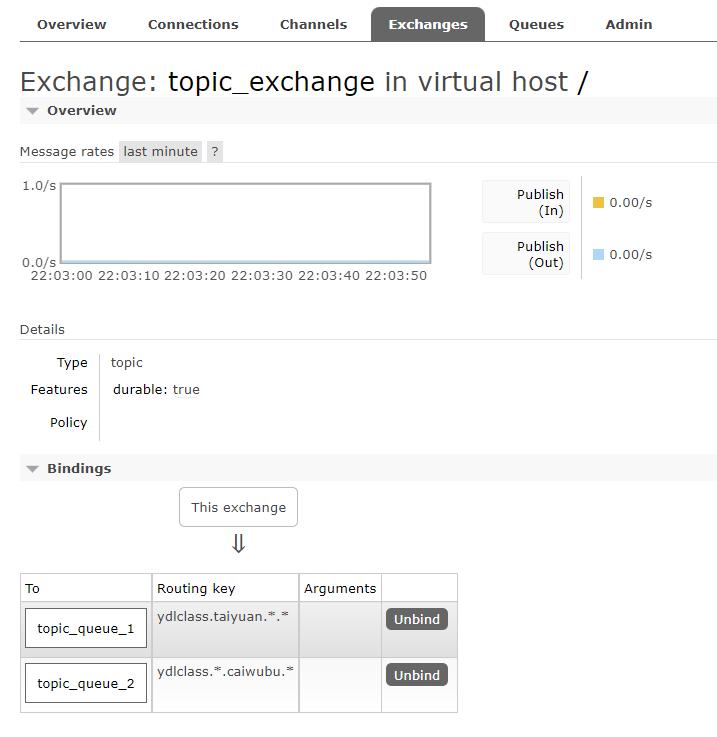 Overview Connections Channels Exchanges Queues Admin
Exchange: topic_exchange in virtual host /
Overview
Message rates last minute ?
1.0/s
0.0/s
22:03:00 22:03:10 22:03:20 22:03:30 22:03:40 22:03:50
Publish
(In)
0.00/s
Publish
(Out)
0.00/s
Details
Type topic
Features durable: true
Policy
Bindings
This exchange
⇓
To Routing key Arguments
topic_queue_1 ydlclass.taiyuan.*.* Unbind
topic_queue_2 ydlclass.*.caiwubu.* Unbind